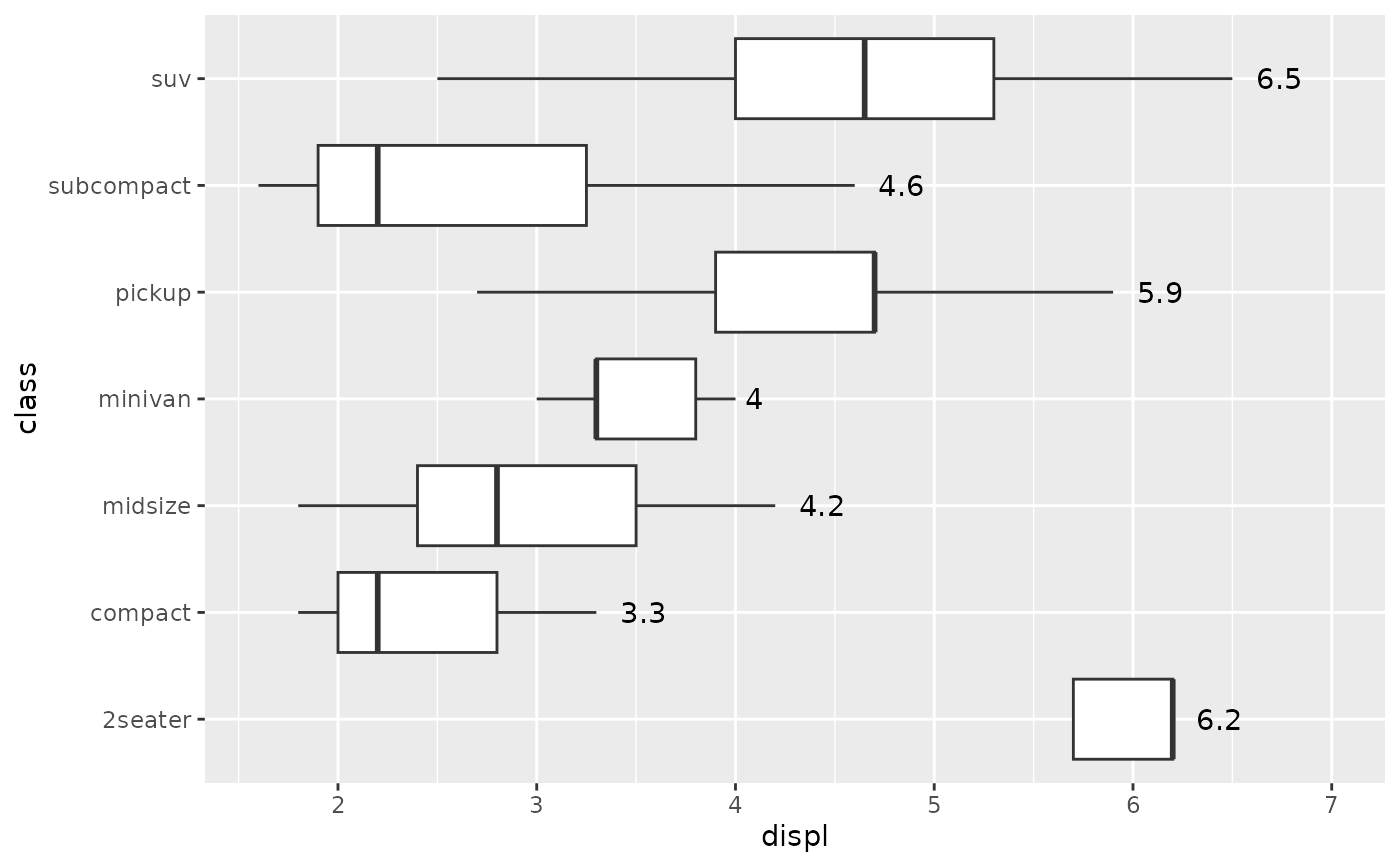 suv
6.5
subcompact
4.6
pickup
5.9
minivan
4
class
midsize
4.2
compact
3.3
2seater
6.2
2 3 4 5 6 7
displ